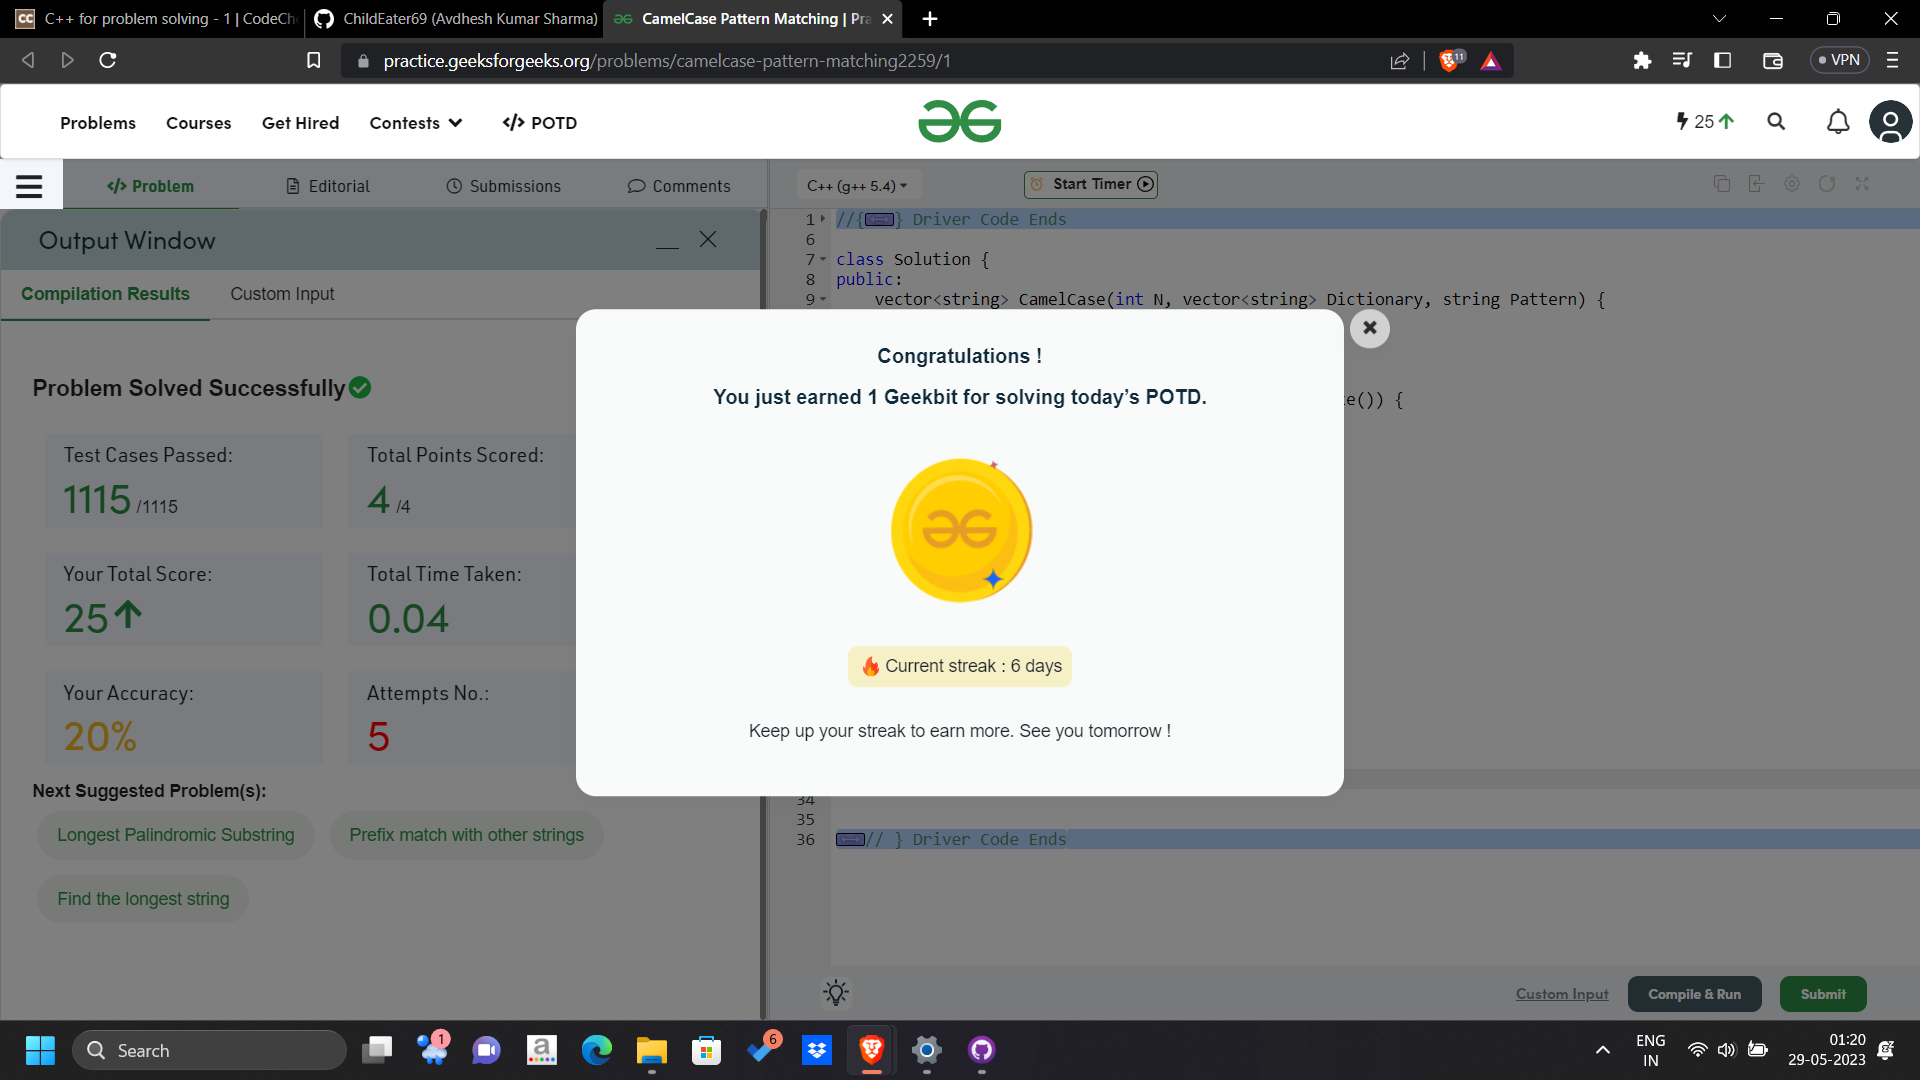 CC C++ for problem solving - 1 | CodeCh
ChildEater69 (Avdhesh Kumar Sharma)
CamelCase Pattern Matching | Pra
practice.geeksforgeeks.org/problems/camelcase-pattern-matching2259/1
11
VPN
Problems
Courses
Get Hired
Contests
</> POTD
25
</> Problem
Editorial
Submissions
Comments
C++ (g++ 5.4)
Start Timer
Output Window
Compilation Results
Custom Input
Problem Solved Successfully
Test Cases Passed:
1115 /1115
Total Points Scored:
4 /4
Your Total Score:
25
Total Time Taken:
0.04
Your Accuracy:
20%
Attempts No.:
5
Next Suggested Problem(s):
Longest Palindromic Substring
Prefix match with other strings
Find the longest string
1 //{ } Driver Code Ends
6
7 class Solution {
8 public:
9 vector<string> CamelCase(int N, vector<string> Dictionary, string Pattern) {
e()) {
34
35
36 // } Driver Code Ends
Congratulations !
You just earned 1 Geekbit for solving today's POTD.
Current streak : 6 days
Keep up your streak to earn more. See you tomorrow !
Custom Input
Compile & Run
Submit
Search
1
a
6
ENG
IN
01:20
29-05-2023